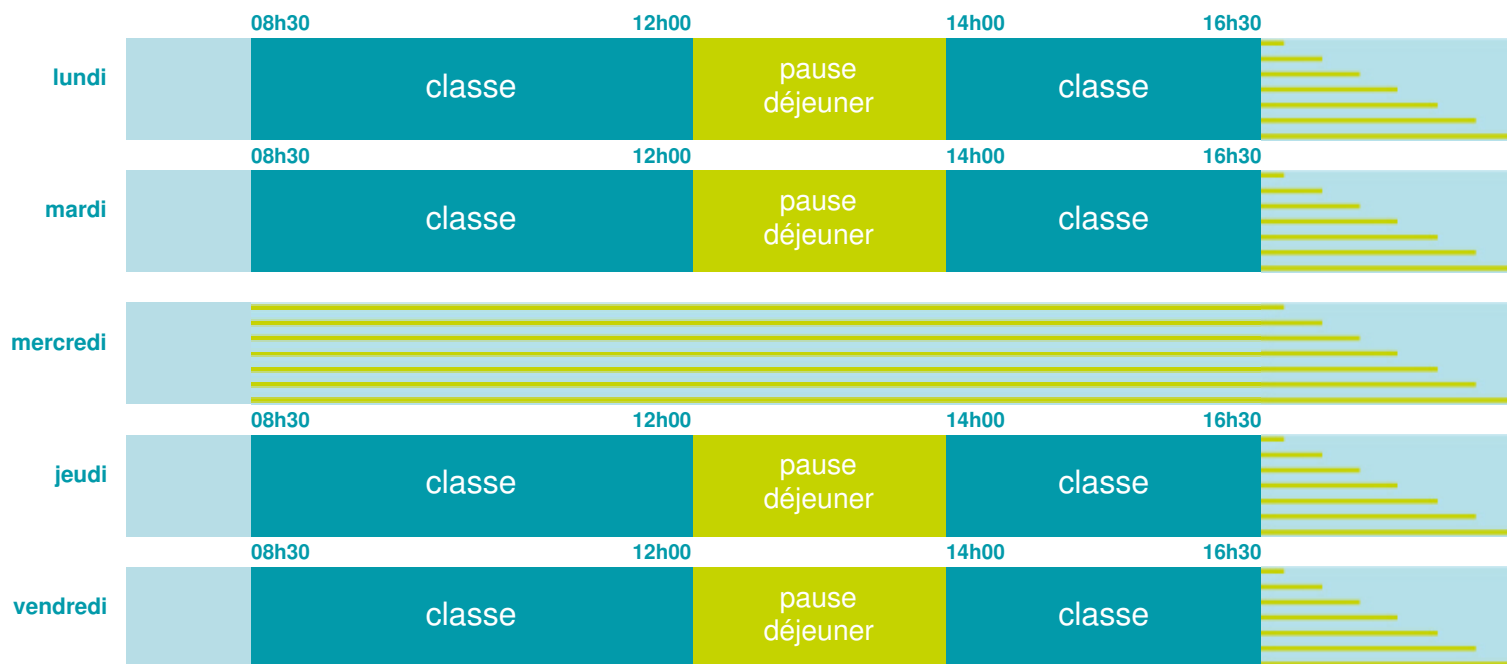 08h30 12h00 14h00 16h30
lundi classe pause déjeuner classe
08h30 12h00 14h00 16h30
mardi classe pause déjeuner classe
mercredi
08h30 12h00 14h00 16h30
jeudi classe pause déjeuner classe
08h30 12h00 14h00 16h30
vendredi classe pause déjeuner classe